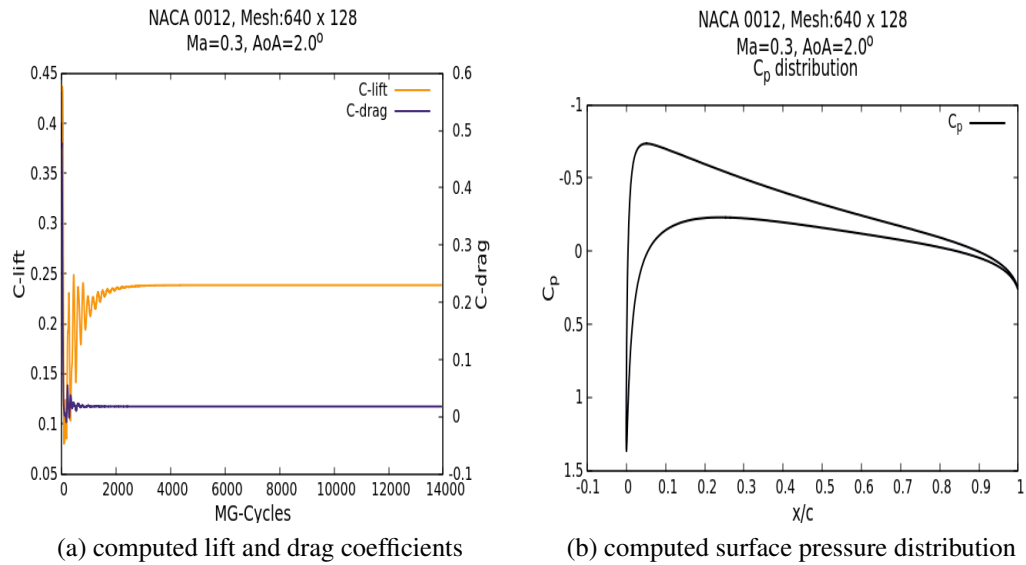 NACA 0012, Mesh:640 x 128
Ma=0.3, AoA=2.0⁰
0.45
0.4
0.35
0.3
0.25
0.2
0.15
0.1
0.05
C-lift
C-lift
C-drag
0.6
0.5
0.4
0.3
0.2
0.1
0
-0.1
C-drag
0 2000 4000 6000 8000 10000 12000 14000
MG-Cycles
(a) computed lift and drag coefficients
NACA 0012, Mesh:640 x 128
Ma=0.3, AoA=2.0⁰
Cp distribution
-1
-0.5
0
0.5
1
1.5
Cp
Cp
-0.1 0 0.1 0.2 0.3 0.4 0.5 0.6 0.7 0.8 0.9 1
x/c
(b) computed surface pressure distribution